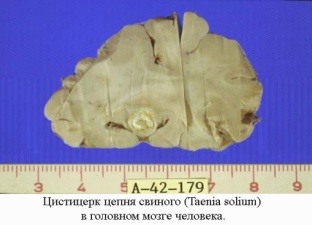 3 4 5 6 7 8 9
A-42-179
Цистицерк цепня свиного (Taenia solium)
в головном мозге человека.